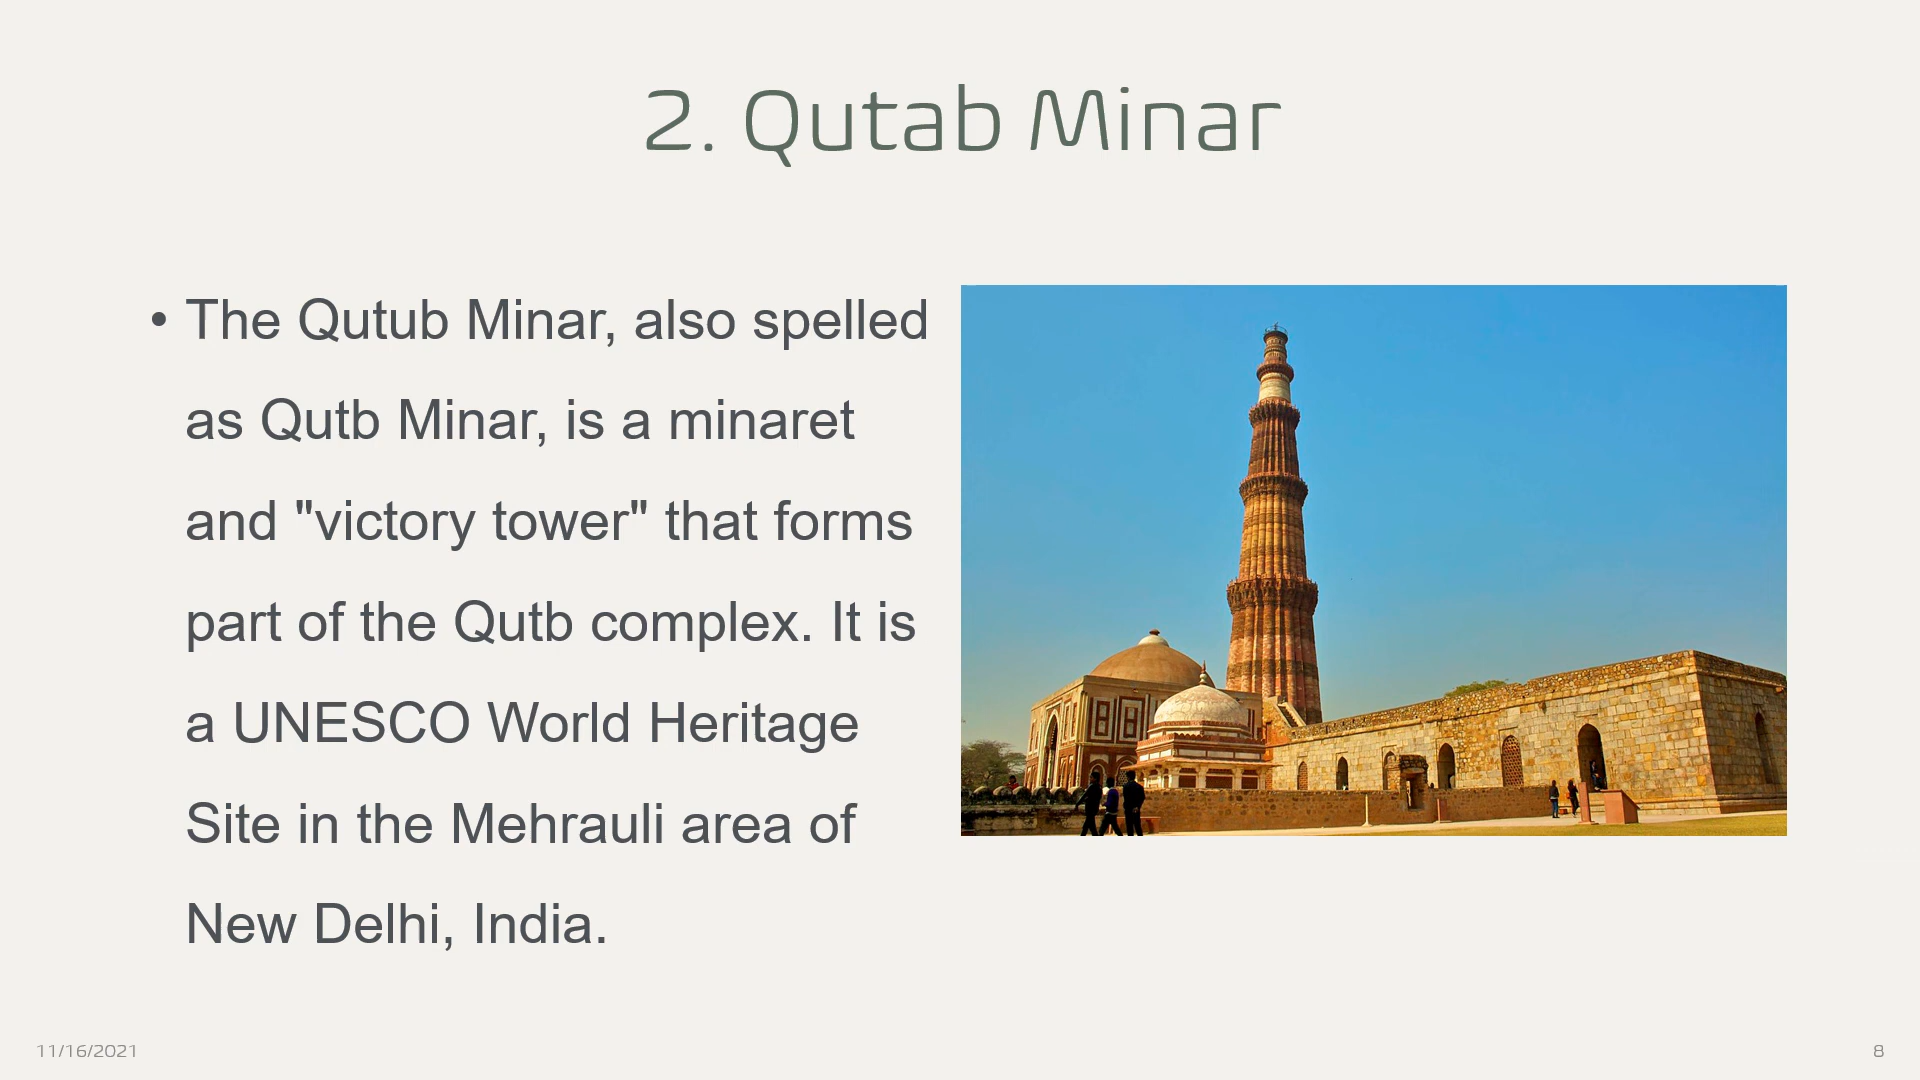 2. Qutab Minar
• The Qutub Minar, also spelled
as Qutb Minar, is a minaret
and "victory tower" that forms
part of the Qutb complex. It is
a UNESCO World Heritage
Site in the Mehrauli area of
New Delhi, India.
11/16/2021
8